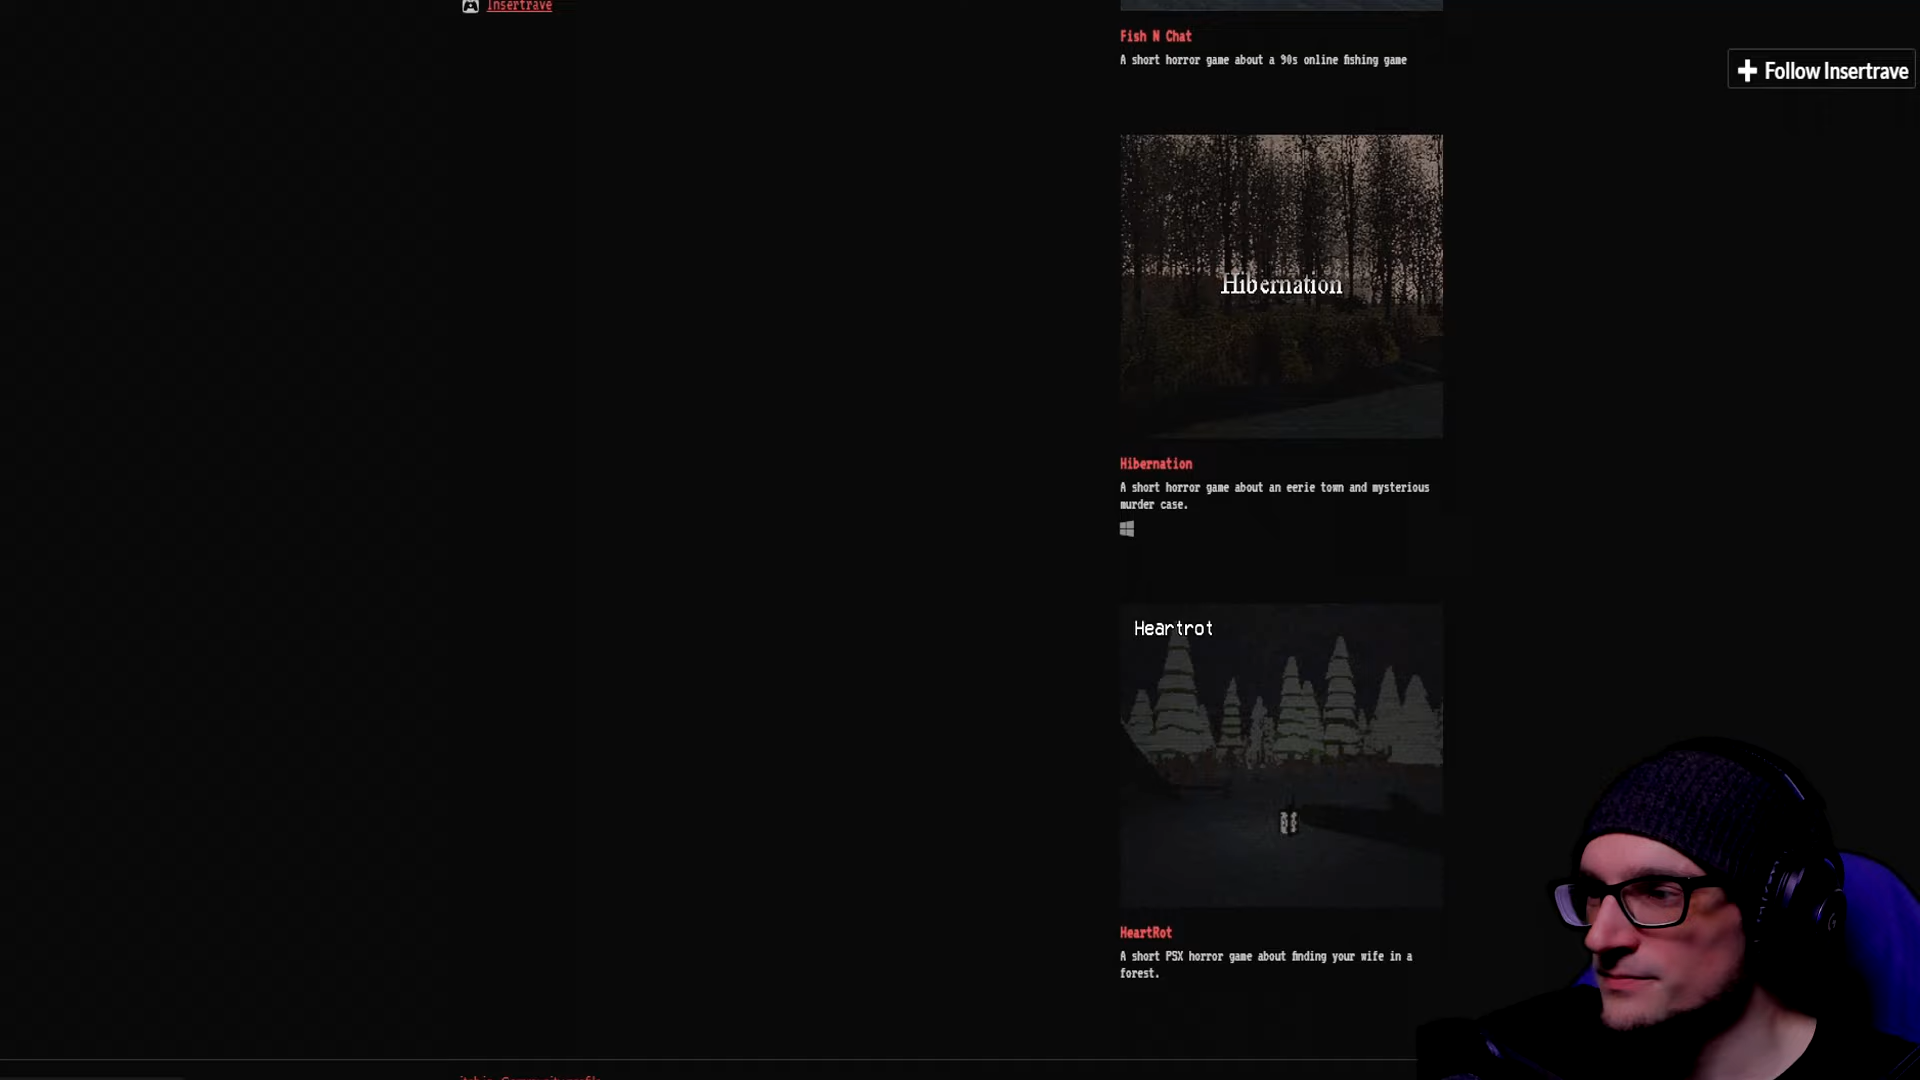 Insertrave
Fish N Chat
A short horror game about a 90s online fishing game
Follow Insertrave
Hibernation
Hibernation
A short horror game about an eerie town and mysterious
murder case.
Heartrot
HeartRot
A short PSX horror game about finding your wife in a
forest.